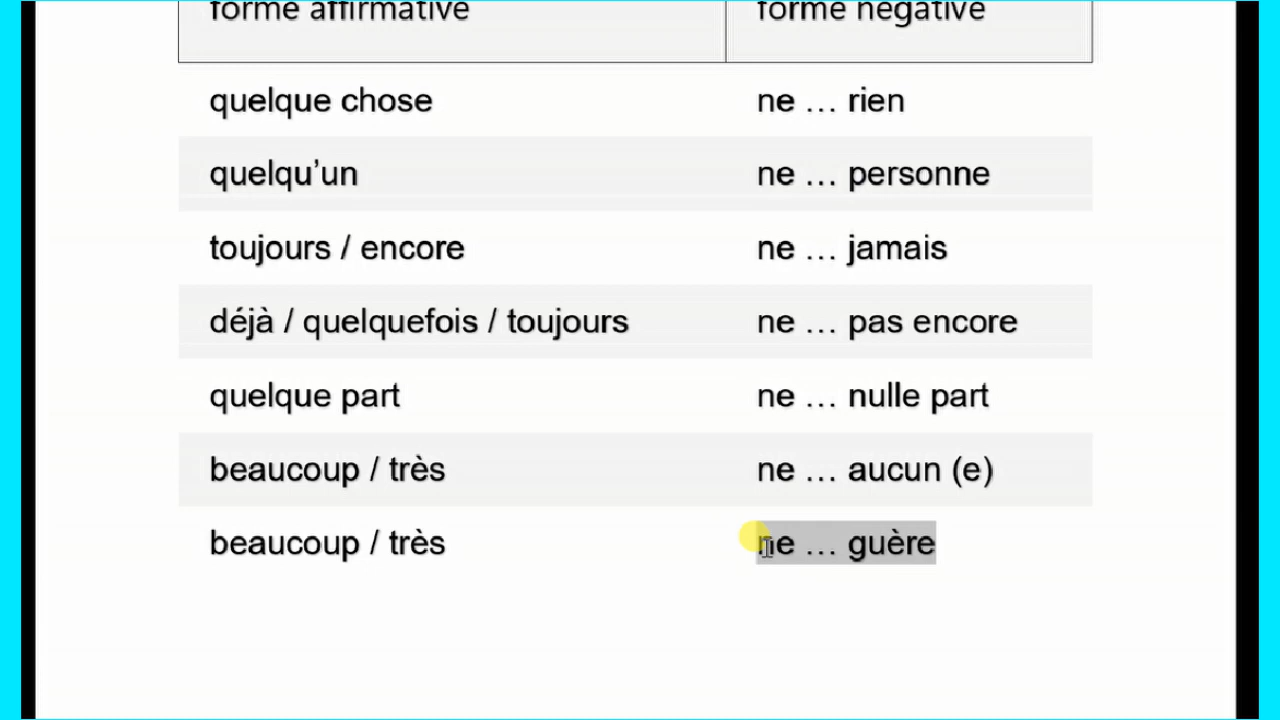 forme affirmative forme négative
quelque chose ne … rien
quelqu’un ne … personne
toujours / encore ne … jamais
déjà / quelquefois / toujours ne … pas encore
quelque part ne … nulle part
beaucoup / très ne … aucun (e)
beaucoup / très ne … guère